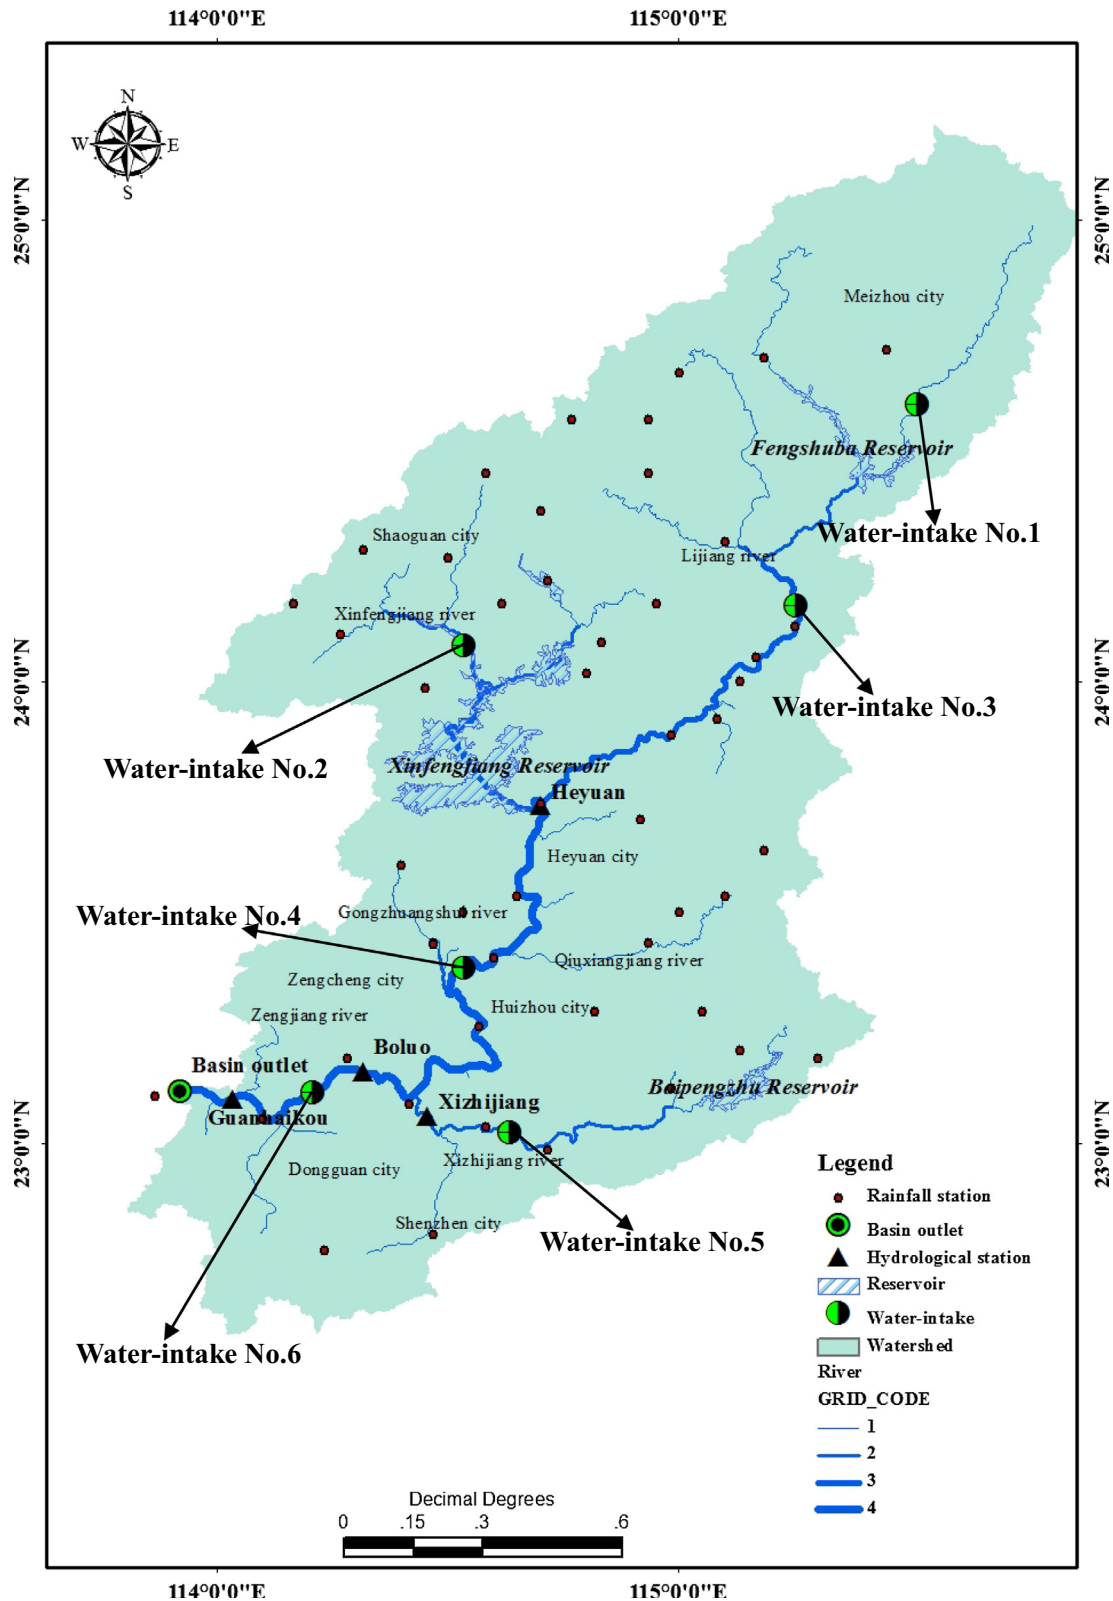 114°0'0"E
115°0'0"E
N
W
E
S
25°0'0"N
25°0'0"N
Meizhou city
Fengshuba Reservoir
Water-intake No.1
Shaoguan city
Lijiang river
Xinfengjiang river
24°0'0"N
24°0'0"N
Water-intake No.3
Water-intake No.2
Xinfengjiang Reservoir
Heyuan
Heyuan city
Water-intake No.4
Gongzhuangshui river
Qiuxiangjiang river
Zengcheng city
Huizhou city
Zengjiang river
Boluo
Basin outlet
Baipengzhu Reservoir
Xizhijiang
Guanhaikou
23°0'0"N
23°0'0"N
Xizhijiang river
Dongguan city
Shenzhen city
Water-intake No.5
Water-intake No.6
Legend
Rainfall station
Basin outlet
Hydrological station
Reservoir
Water-intake
Watershed
River
GRID_CODE
1
2
3
4
Decimal Degrees
0 .15 .3 .6
114°0'0"E
115°0'0"E